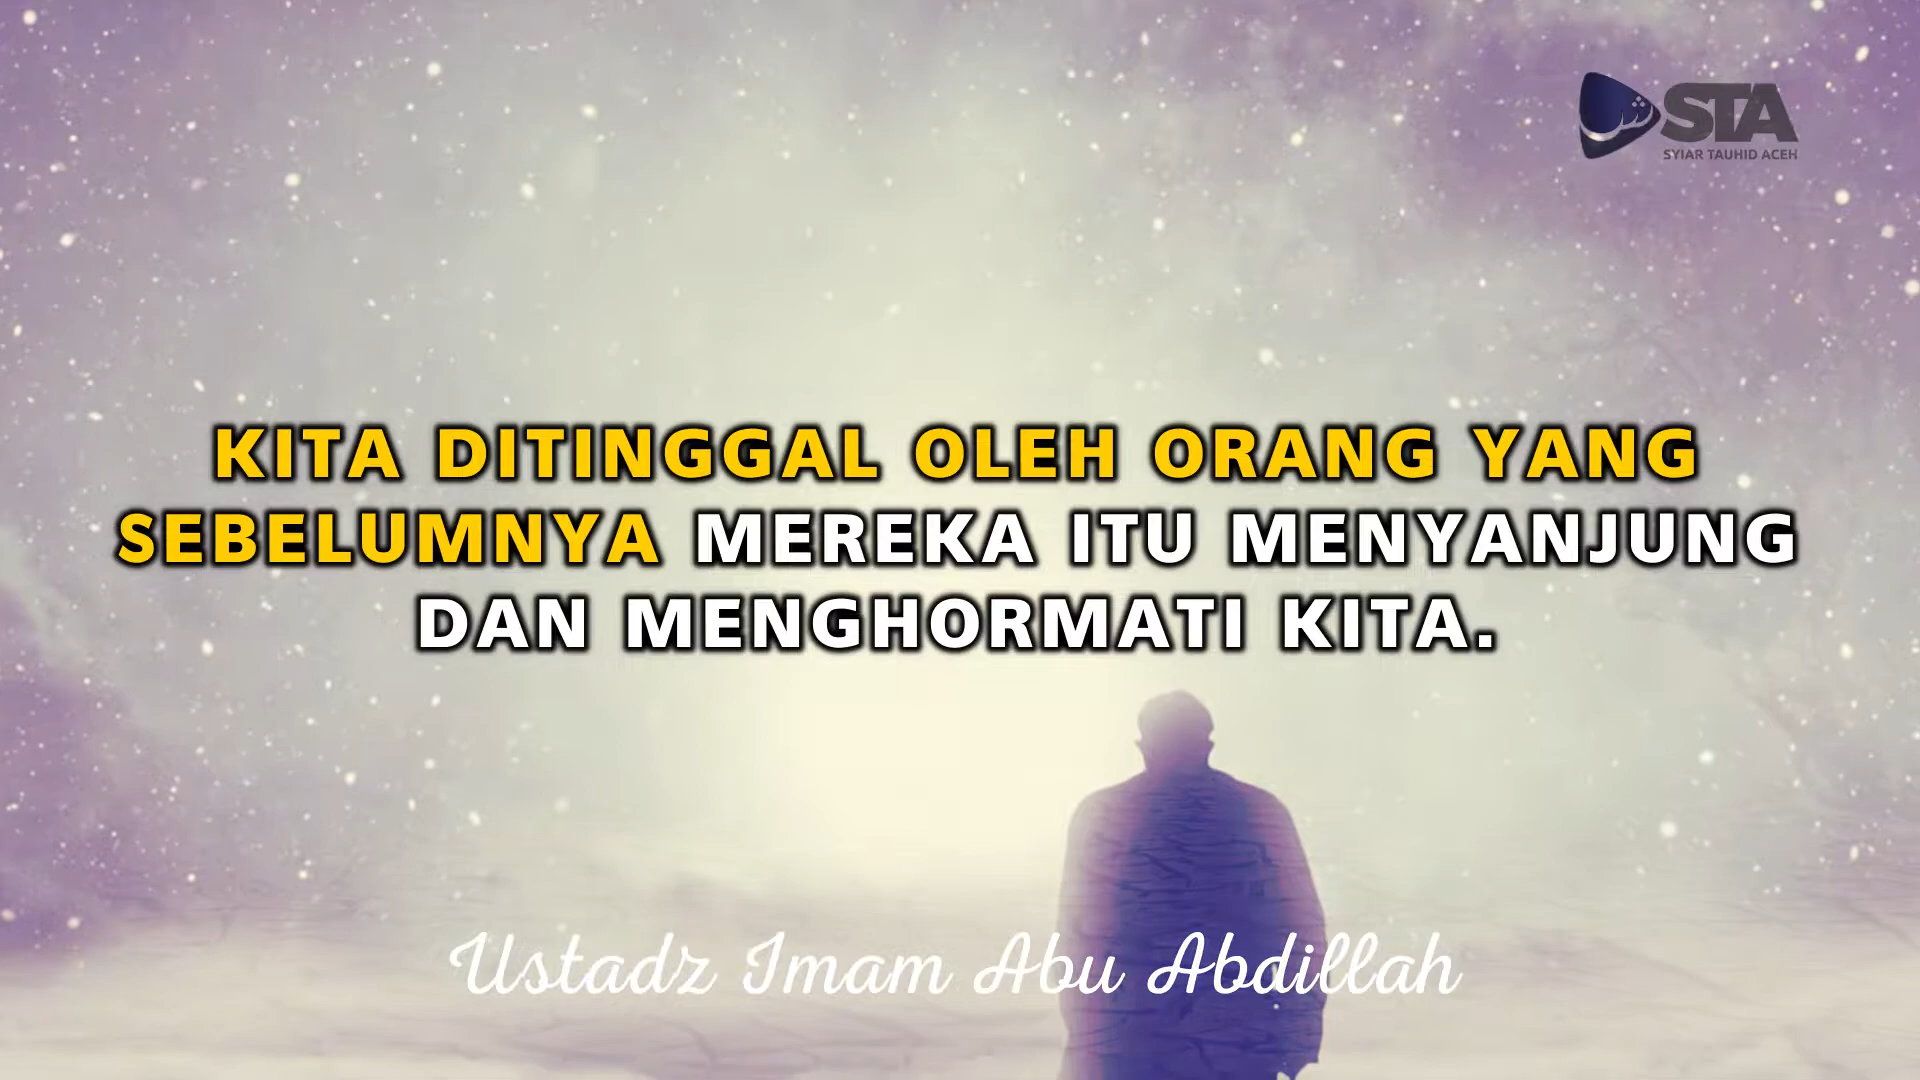 STA
SYIAR TAUHID ACEH
KITA DITINGGAL OLEH ORANG YANG
SEBELUMNYA MEREKA ITU MENYANJUNG
DAN MENGHORMATI KITA.
Ustadz Imam Abu Abdillah